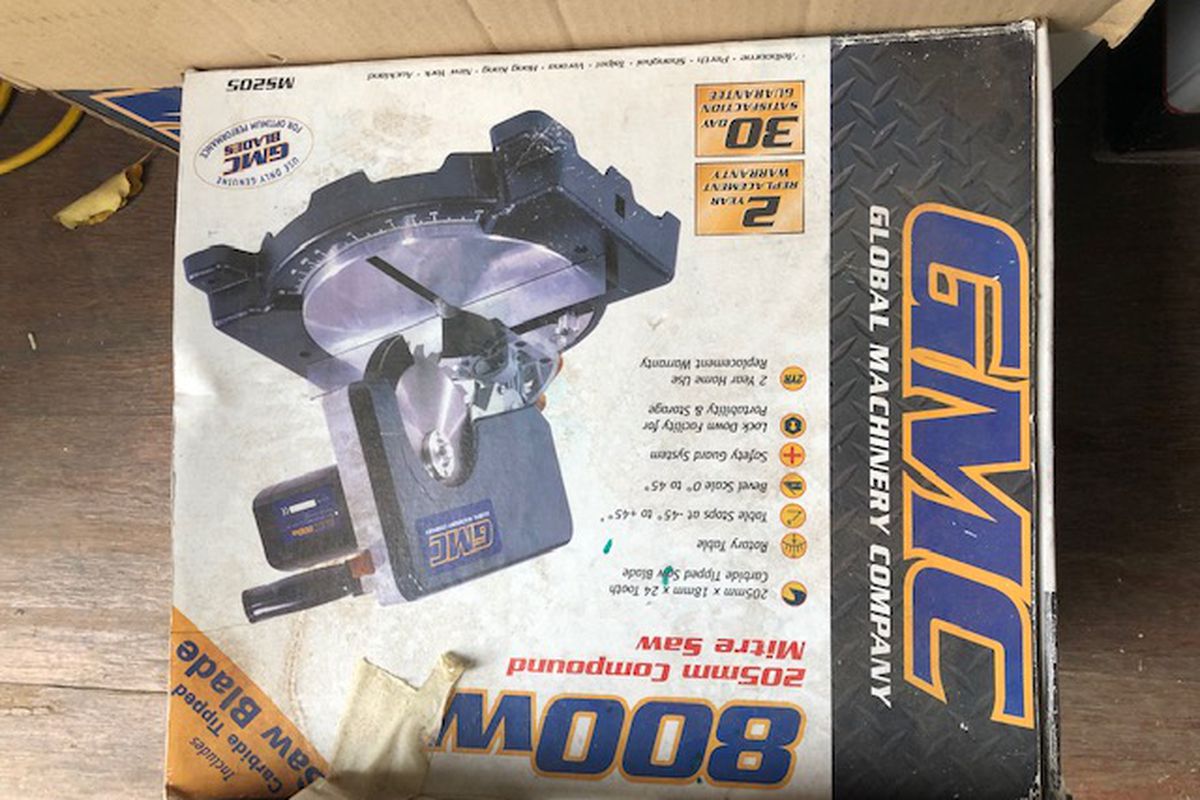 GMC
GLOBAL MACHINERY COMPANY
800W
205mm Compound
Mitre Saw
Includes
Carbide Tipped
Saw Blade
205mm x 18mm x 24 Tooth
Carbide Tipped Saw Blade
Rotary Table
Table Stops at -45° to +45°
Bevel Scale 0° to 45°
Safety Guard System
Lock Down Facility for
Portability & Storage
2YR
2 Year Home Use
Replacement Warranty
GMC
GLOBAL MACHINERY COMPANY
2 YEAR
REPLACEMENT
WARRANTY
30 DAY
SATISFACTION
GUARANTEE
USE ONLY GENUINE
GMC
BLADES
FOR OPTIMUM PERFORMANCE
MS205
Melbourne · Perth · Shanghai · Taipei · Verona · Hong Kong · New York · Auckland